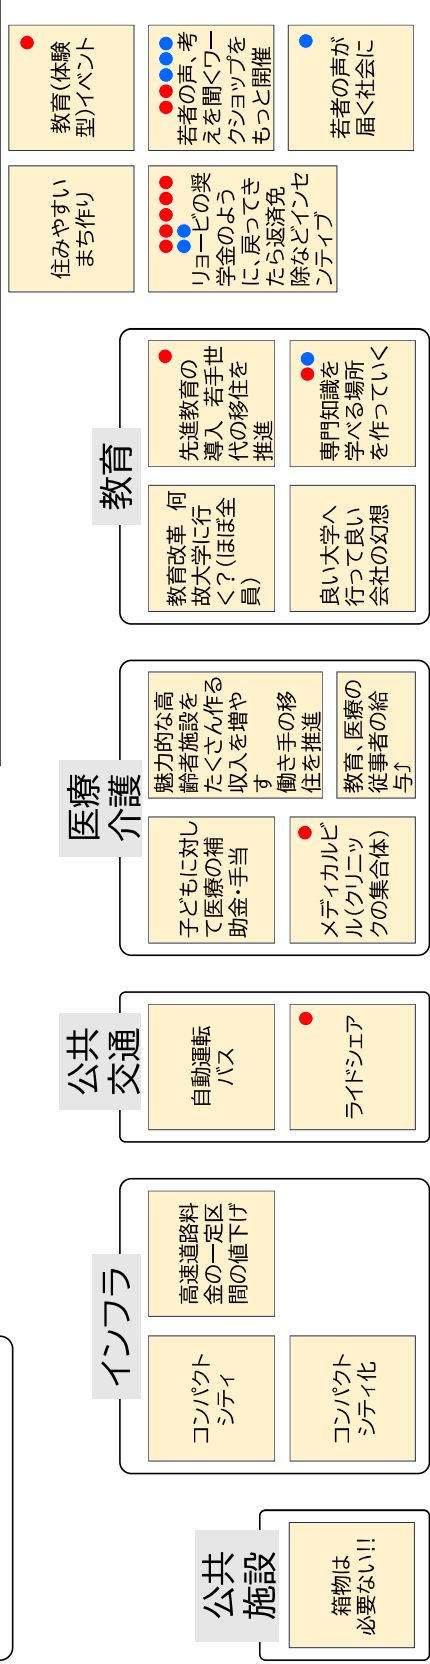 公共
施設
箱物は
必要ない!!
インフラ
コンパクト
シティ
高速道路料
金の一定区
間の値下げ
コンパクト
シティ化
公共
交通
自動運転
バス
ライドシェア
医療
介護
子どもに対し
て医療の補
助金・手当
魅力的な高
齢者施設を
たくさん作る
収入を増や
す
働き手の移
住を推進
メディカルビ
ル(クリニッ
クの集合体)
教育、医療の
従事者の給
与⤴
教育
教育改革　何
故大学に行
く?(ほぼ全
員)
先進教育の
導入　若手世
代の移住を
推進
良い大学へ
行って良い
会社の幻想
専門知識を
学べる場所
を作っていく
住みやすい
まち作り
教育(体験
型)イベント
リョービの奨
学金のよう
に、戻ってき
たら返済免
除などインセ
ンティブ
若者の声、考
えを聞くワー
クショップを
もっと開催
若者の声が
届く社会に